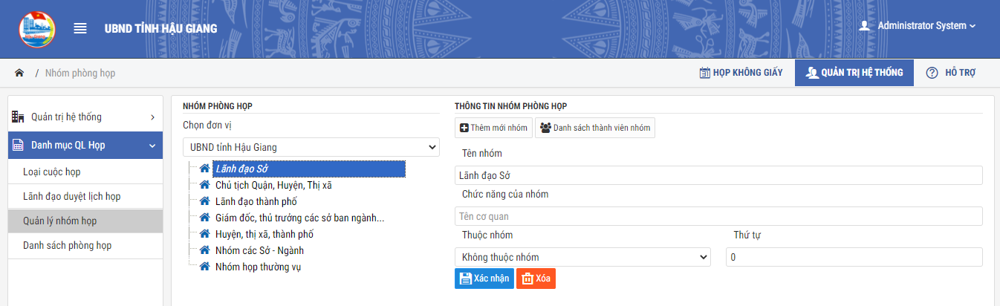 Hậu Giang
UBND TỈNH HẬU GIANG
Administrator System
/ Nhóm phòng họp
HỌP KHÔNG GIẤY
QUẢN TRỊ HỆ THỐNG
HỖ TRỢ
Quản trị hệ thống
Danh mục QL Họp
Loại cuộc họp
Lãnh đạo duyệt lịch họp
Quản lý nhóm họp
Danh sách phòng họp
NHÓM PHÒNG HỌP
Chọn đơn vị
UBND tỉnh Hậu Giang
Lãnh đạo Sở
Chủ tịch Quận, Huyện, Thị xã
Lãnh đạo thành phố
Giám đốc, thủ trưởng các sở ban ngành...
Huyện, thị xã, thành phố
Nhóm các Sở - Ngành
Nhóm họp thường vụ
THÔNG TIN NHÓM PHÒNG HỌP
Thêm mới nhóm
Danh sách thành viên nhóm
Tên nhóm
Lãnh đạo Sở
Chức năng của nhóm
Tên cơ quan
Thuộc nhóm
Thứ tự
Không thuộc nhóm
0
Xác nhận
Xóa